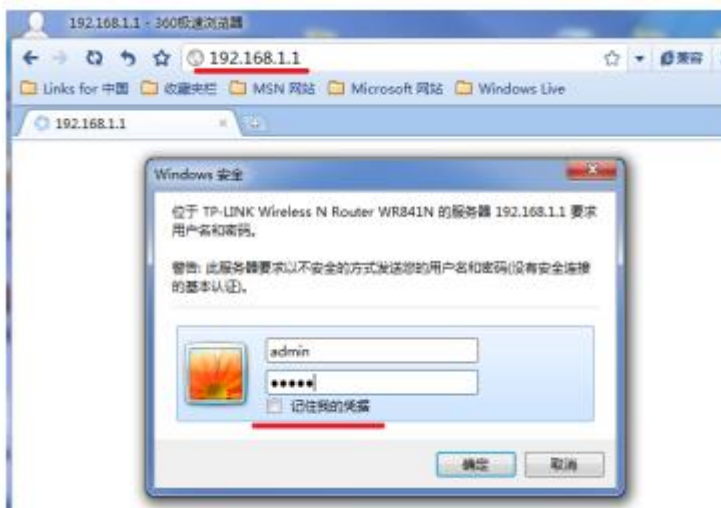 192.168.1.1 - 360极速浏览器
192.168.1.1
兼容
Links for 中国 收藏夹栏 MSN 网站 Microsoft 网站 Windows Live
192.168.1.1
Windows 安全
位于 TP-LINK Wireless N Router WR841N 的服务器 192.168.1.1 要求
用户名和密码。
警告: 此服务器要求以不安全的方式发送您的用户名和密码(没有安全连接
的基本认证)。
admin
●●●●●
记住我的凭据
确定 取消